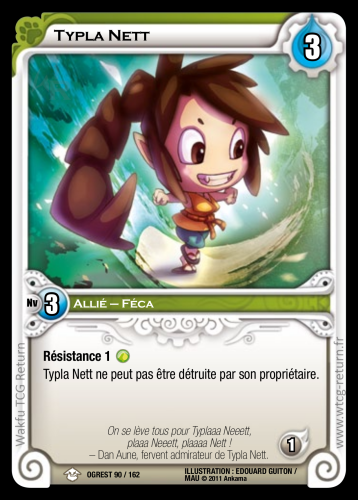 Typla Nett
3
Nv 3 Allié – Féca
Résistance 1
Typla Nett ne peut pas être détruite par son propriétaire.
On se lève tous pour Typlaaa Neeett,
plaaa Neeett, plaaaa Nett !
– Dan Aune, fervent admirateur de Typla Nett.
1
OGREST 90 / 162
ILLUSTRATION : EDOUARD GUITON /
MAU © 2011 Ankama
Wakfu TCG Return
www.wtcg-return.fr